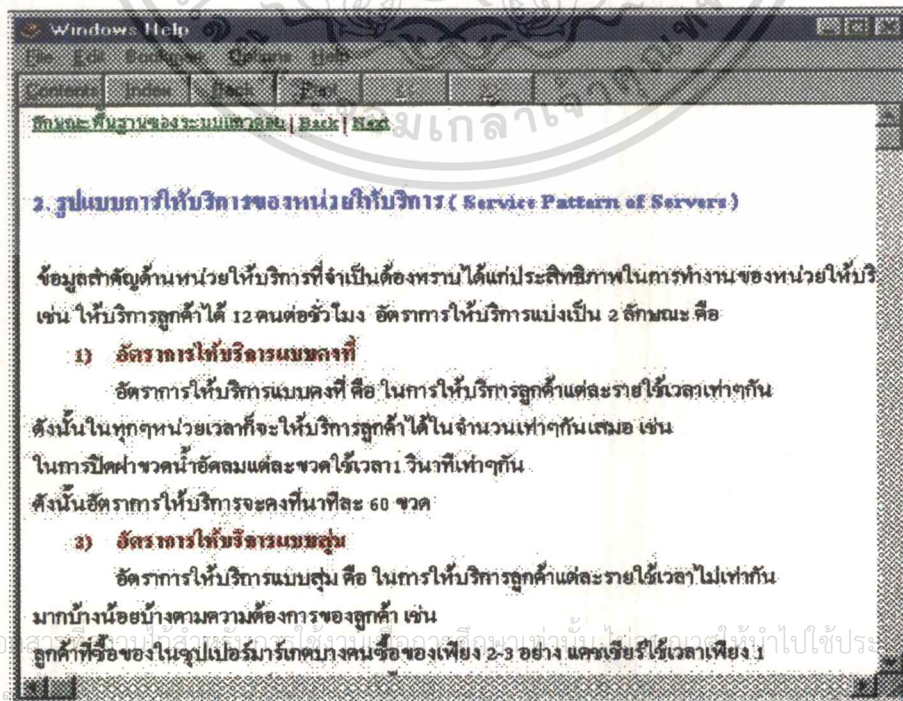 Windows Help
File Edit Bookmark Options Help
Contents Index Back Print << >>
ลักษณะพื้นฐานของระบบแถวคอย | Back | Next
2. รูปแบบการให้บริการของหน่วยให้บริการ ( Service Pattern of Servers )
ข้อมูลสำคัญด้านหน่วยให้บริการที่จำเป็นต้องทราบได้แก่ประสิทธิภาพในการทำงานของหน่วยให้บริ
เช่น ให้บริการลูกค้าได้ 12 คนต่อชั่วโมง อัตราการให้บริการแบ่งเป็น 2 ลักษณะ คือ
1) อัตราการให้บริการแบบคงที่
อัตราการให้บริการแบบคงที่ คือ ในการให้บริการลูกค้าแต่ละรายใช้เวลาเท่าๆกัน
ดังนั้นในทุกๆหน่วยเวลาก็จะให้บริการลูกค้าได้ในจำนวนเท่าๆกันเสมอ เช่น
ในการปิดฝาขวดน้ำอัดลมแต่ละขวดใช้เวลา1 วินาทีเท่าๆกัน
ดังนั้นอัตราการให้บริการจะคงที่นาทีละ 60 ขวด
2) อัตราการให้บริการแบบสุ่ม
อัตราการให้บริการแบบสุ่ม คือ ในการให้บริการลูกค้าแต่ละรายใช้เวลาไม่เท่ากัน
มากบ้างน้อยบ้างตามความต้องการของลูกค้า เช่น
ลูกค้าที่ซื้อของในซุปเปอร์มาร์เกตบางคนซื้อของเพียง 2-3 อย่าง แคชเชียร์ใช้เวลาเพียง 1